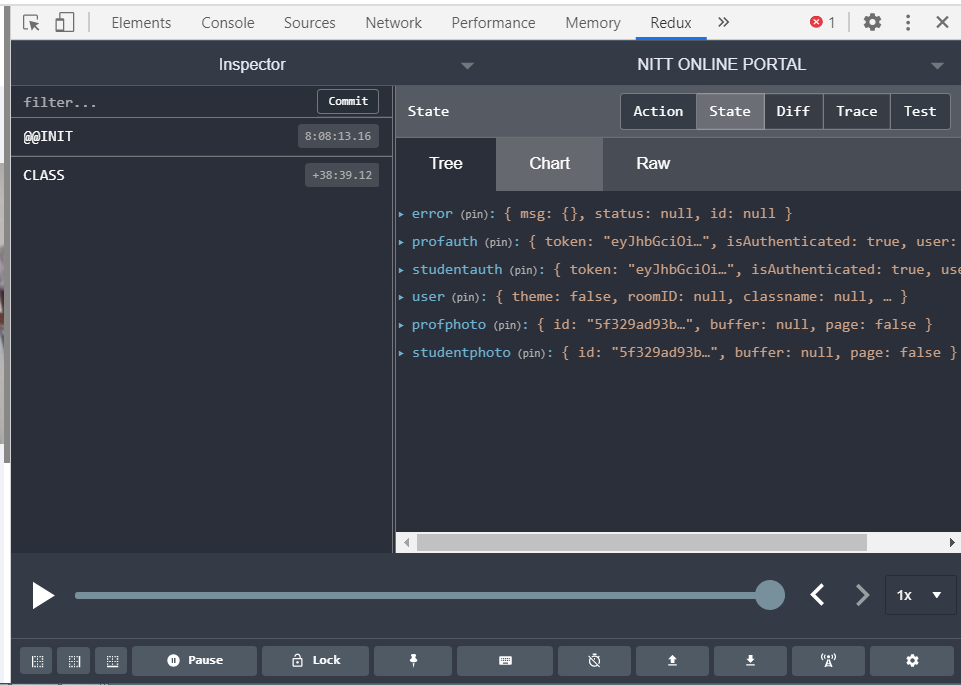 Elements Console Sources Network Performance Memory Redux » 1
Inspector NITT ONLINE PORTAL
filter... Commit
@@INIT 8:08:13.16
CLASS +38:39.12
State Action State Diff Trace Test
Tree Chart Raw
error (pin): { msg: {}, status: null, id: null }
profauth (pin): { token: "eyJhbGciOi…", isAuthenticated: true, user:
studentauth (pin): { token: "eyJhbGciOi…", isAuthenticated: true, use
user (pin): { theme: false, roomID: null, classname: null, … }
profphoto (pin): { id: "5f329ad93b…", buffer: null, page: false }
studentphoto (pin): { id: "5f329ad93b…", buffer: null, page: false }
1x
Pause Lock